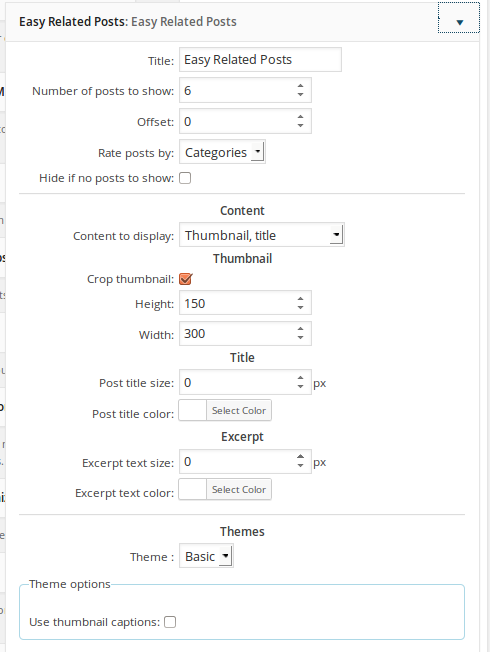 Easy Related Posts: Easy Related Posts
Title: Easy Related Posts
Number of posts to show: 6
Offset: 0
Rate posts by: Categories
Hide if no posts to show:
Content
Content to display: Thumbnail, title
Thumbnail
Crop thumbnail:
Height: 150
Width: 300
Title
Post title size: 0 px
Post title color: Select Color
Excerpt
Excerpt text size: 0 px
Excerpt text color: Select Color
Themes
Theme : Basic
Theme options
Use thumbnail captions: